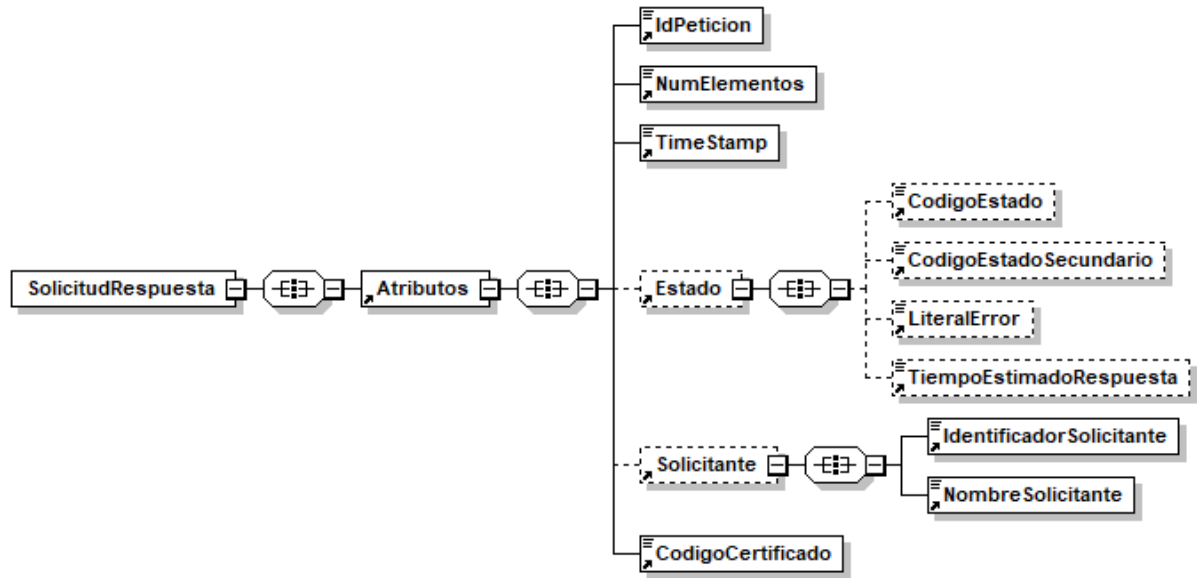 IdPeticion
NumElementos
TimeStamp
CodigoEstado
CodigoEstadoSecundario
SolicitudRespuesta
Atributos
Estado
LiteralError
TiempoEstimadoRespuesta
IdentificadorSolicitante
Solicitante
NombreSolicitante
CodigoCertificado